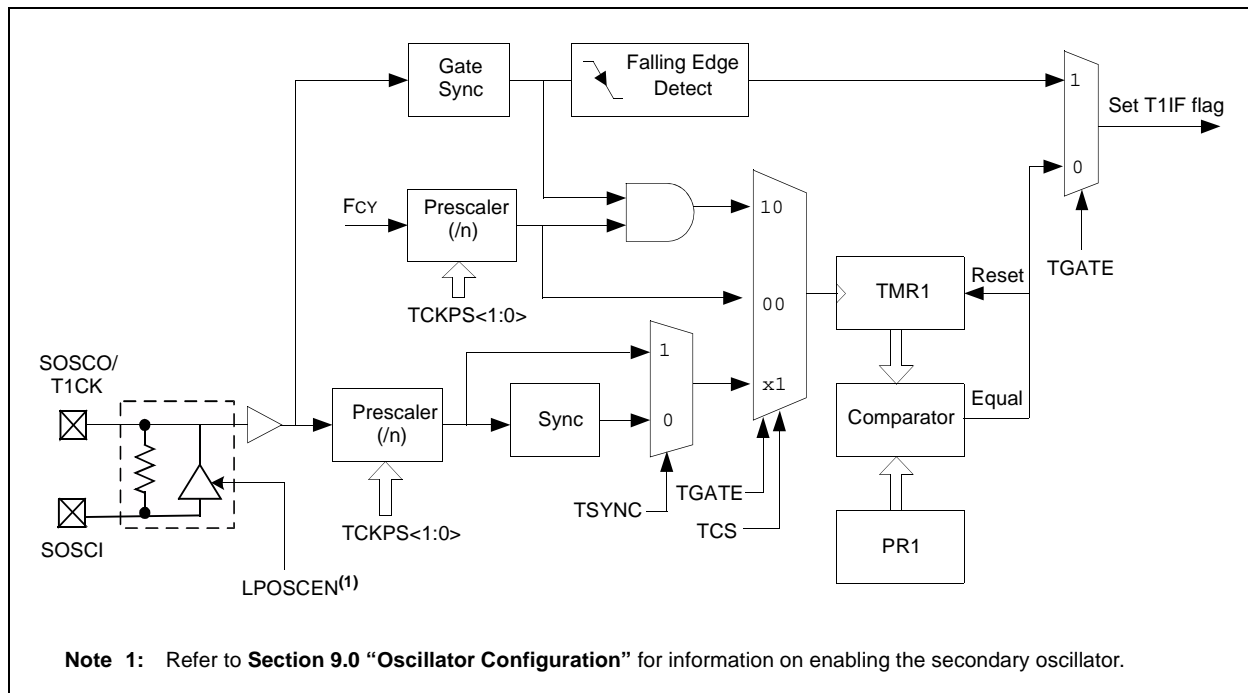 Gate
Sync
Falling Edge
Detect
1
Set T1IF flag
0
TGATE
FCY
Prescaler
(/n)
TCKPS<1:0>
10
00
x1
TMR1
Reset
SOSCO/
T1CK
SOSCI
Prescaler
(/n)
TCKPS<1:0>
Sync
1
0
TSYNC
TGATE
TCS
Comparator
Equal
PR1
LPOSCEN(1)
Note 1: Refer to Section 9.0 “Oscillator Configuration” for information on enabling the secondary oscillator.